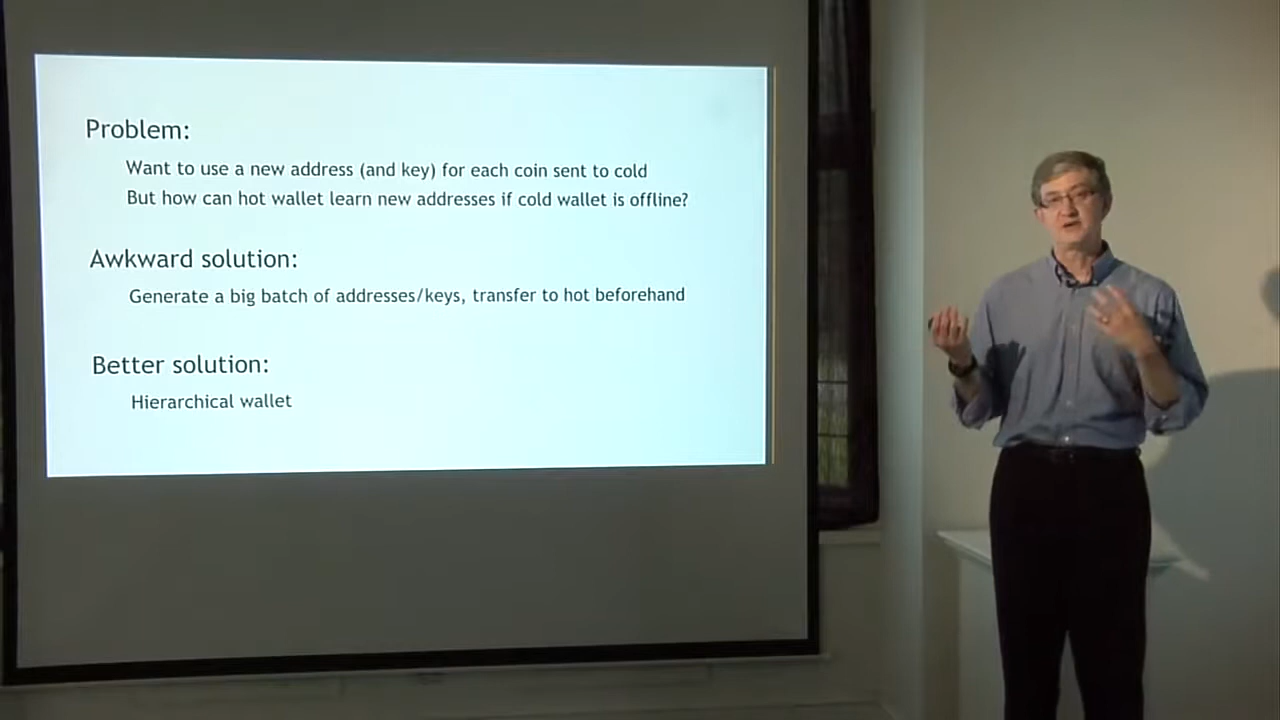 Problem:
Want to use a new address (and key) for each coin sent to cold
But how can hot wallet learn new addresses if cold wallet is offline?
Awkward solution:
Generate a big batch of addresses/keys, transfer to hot beforehand
Better solution:
Hierarchical wallet